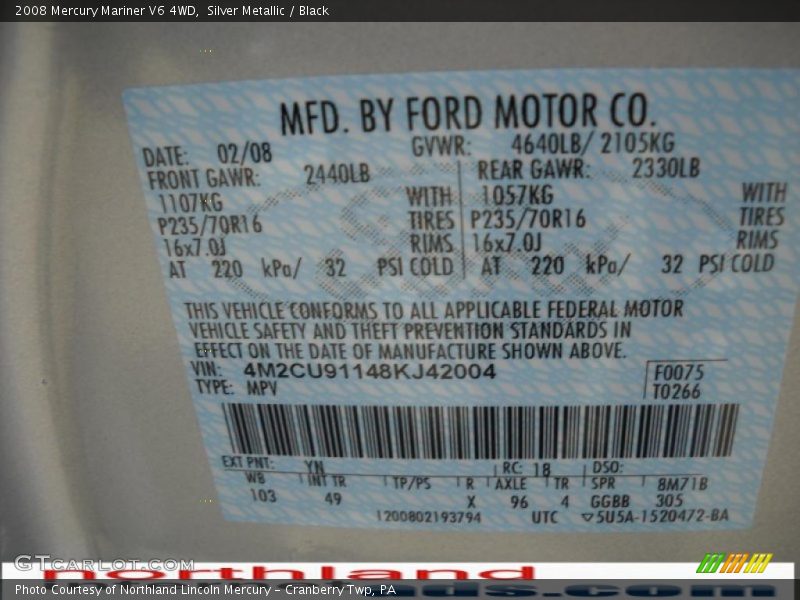 2008 Mercury Mariner V6 4WD, Silver Metallic / Black
MFD. BY FORD MOTOR CO.
DATE: 02/08 GVWR: 4640LB/ 2105KG
FRONT GAWR: 2440LB REAR GAWR: 2330LB
1107KG WITH 1057KG WITH
P235/70R16 TIRES P235/70R16 TIRES
16x7.0J RIMS 16x7.0J RIMS
AT 220 kPa/ 32 PSI COLD AT 220 kPa/ 32 PSI COLD
THIS VEHICLE CONFORMS TO ALL APPLICABLE FEDERAL MOTOR
VEHICLE SAFETY AND THEFT PREVENTION STANDARDS IN
EFFECT ON THE DATE OF MANUFACTURE SHOWN ABOVE.
VIN: 4M2CU91148KJ42004 F0075
TYPE: MPV T0266
EXT PNT: YN RC: 18 DSO:
WB INT TR TP/PS R AXLE TR SPR 8M71B
103 49 X 96 4 GGBB 305
1200802193794 UTC ▽5U5A-1520472-BA
GTCarLot.com
northland
Photo Courtesy of Northland Lincoln Mercury – Cranberry Twp, PA